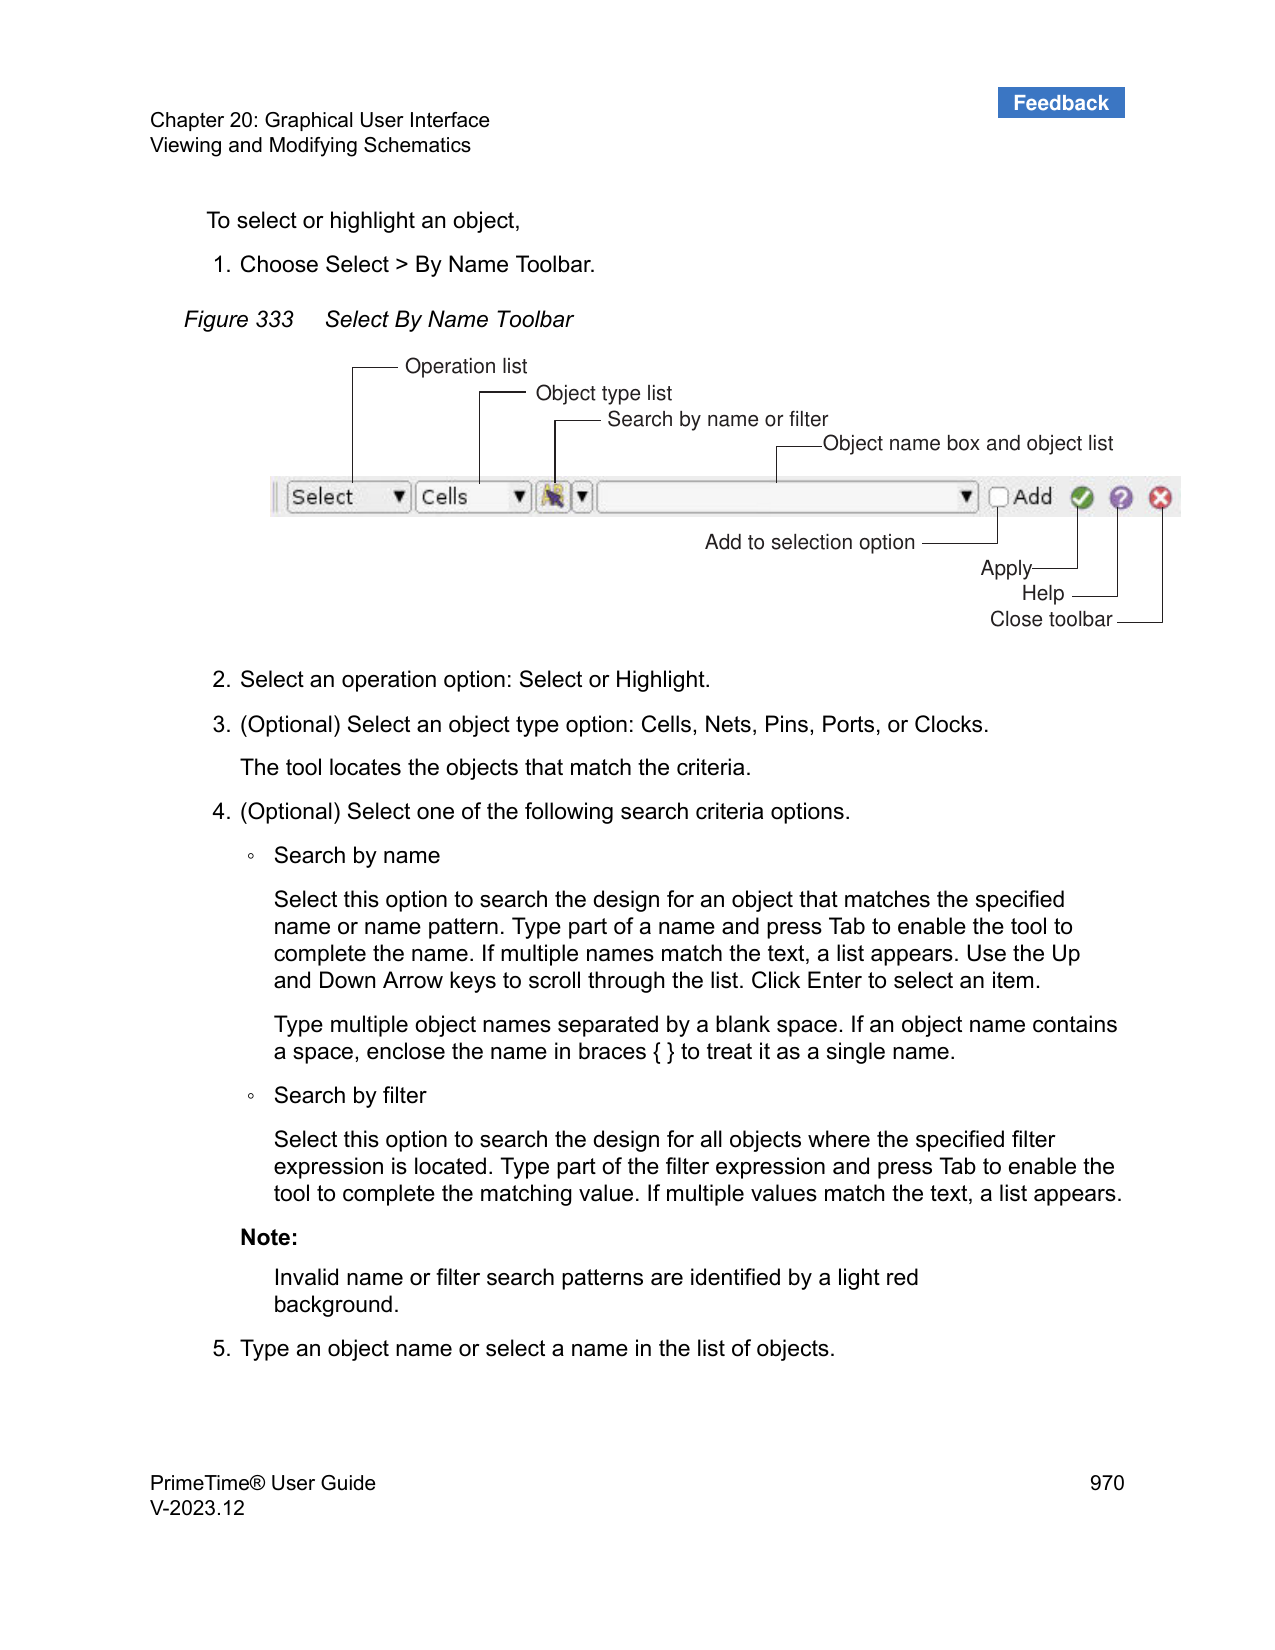 Feedback
Chapter 20: Graphical User Interface
Viewing and Modifying Schematics
To select or highlight an object,
1. Choose Select > By Name Toolbar.
Figure 333 Select By Name Toolbar
Operation list
Object type list
Search by name or filter
Object name box and object list
Select Cells Add
Add to selection option
Apply
Help
Close toolbar
2. Select an operation option: Select or Highlight.
3. (Optional) Select an object type option: Cells, Nets, Pins, Ports, or Clocks.
The tool locates the objects that match the criteria.
4. (Optional) Select one of the following search criteria options.
◦ Search by name
Select this option to search the design for an object that matches the specified
name or name pattern. Type part of a name and press Tab to enable the tool to
complete the name. If multiple names match the text, a list appears. Use the Up
and Down Arrow keys to scroll through the list. Click Enter to select an item.
Type multiple object names separated by a blank space. If an object name contains
a space, enclose the name in braces { } to treat it as a single name.
◦ Search by filter
Select this option to search the design for all objects where the specified filter
expression is located. Type part of the filter expression and press Tab to enable the
tool to complete the matching value. If multiple values match the text, a list appears.
Note:
Invalid name or filter search patterns are identified by a light red
background.
5. Type an object name or select a name in the list of objects.
PrimeTime® User Guide 970
V-2023.12